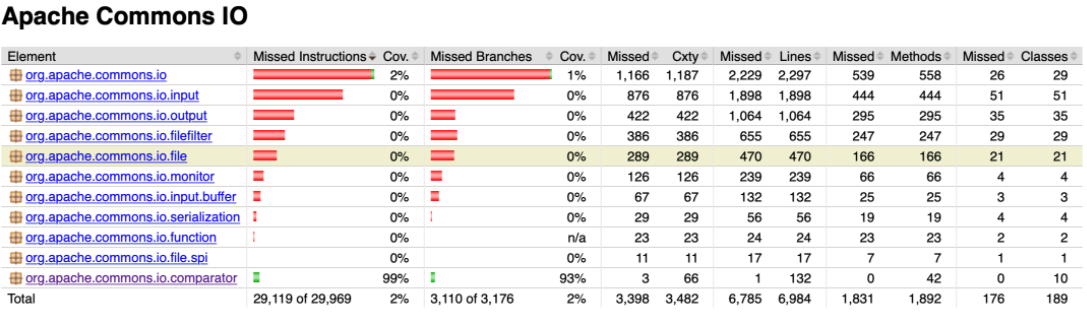 Apache Commons IO
Element Missed Instructions Cov. Missed Branches Cov. Missed Cxty Missed Lines Missed Methods Missed Classes
org.apache.commons.io 2% 1% 1,166 1,187 2,229 2,297 539 558 26 29
org.apache.commons.io.input 0% 0% 876 876 1,898 1,898 444 444 51 51
org.apache.commons.io.output 0% 0% 422 422 1,064 1,064 295 295 35 35
org.apache.commons.io.filefilter 0% 0% 386 386 655 655 247 247 29 29
org.apache.commons.io.file 0% 0% 289 289 470 470 166 166 21 21
org.apache.commons.io.monitor 0% 0% 126 126 239 239 66 66 4 4
org.apache.commons.io.input.buffer 0% 0% 67 67 132 132 25 25 3 3
org.apache.commons.io.serialization 0% 0% 29 29 56 56 19 19 4 4
org.apache.commons.io.function 0% n/a 23 23 24 24 23 23 2 2
org.apache.commons.io.file.spi 0% 0% 11 11 17 17 7 7 1 1
org.apache.commons.io.comparator 99% 93% 3 66 1 132 0 42 0 10
Total 29,119 of 29,969 2% 3,110 of 3,176 2% 3,398 3,482 6,785 6,984 1,831 1,892 176 189